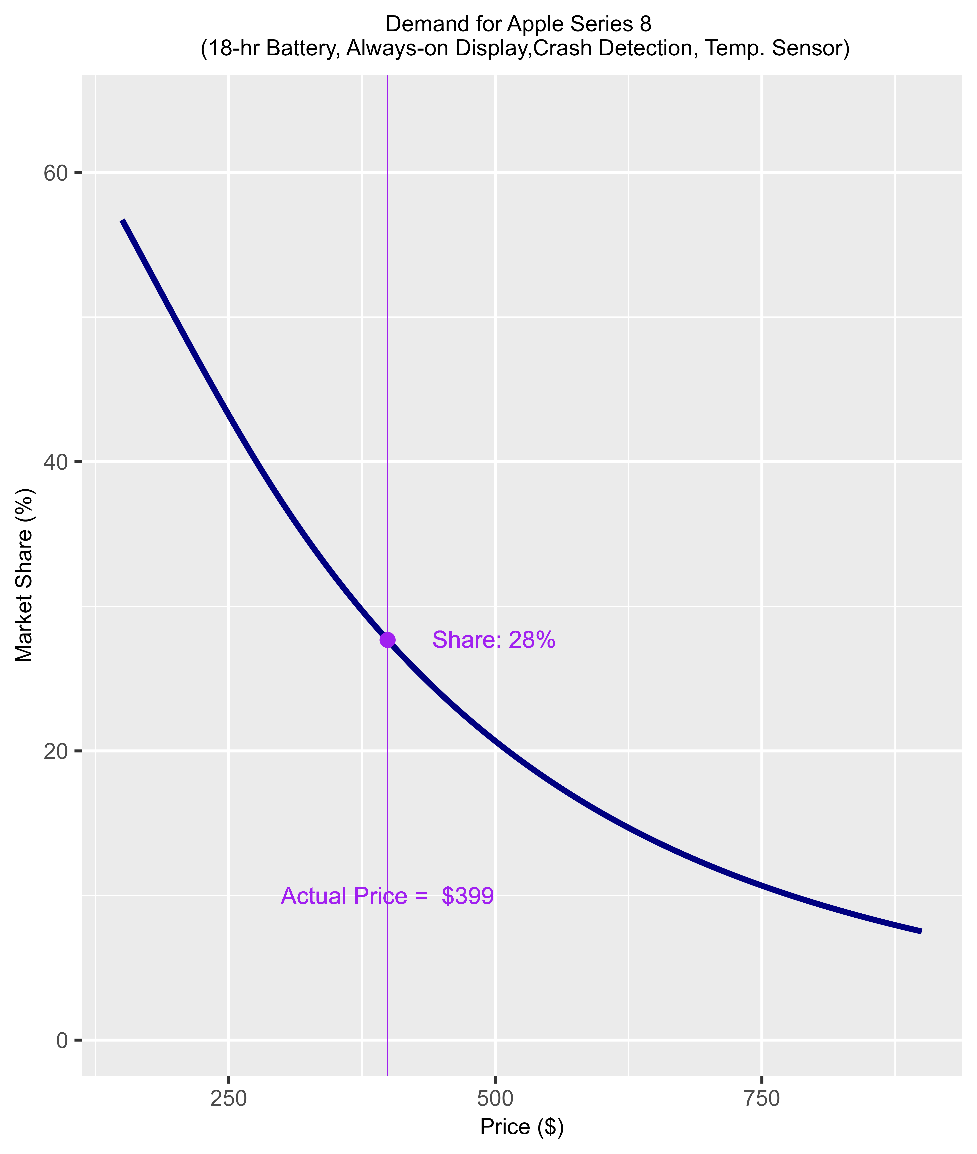 Demand for Apple Series 8
(18-hr Battery, Always-on Display,Crash Detection, Temp. Sensor)
60
40
20
0
Market Share (%)
Share: 28%
Actual Price =  $399
250
500
750
Price ($)